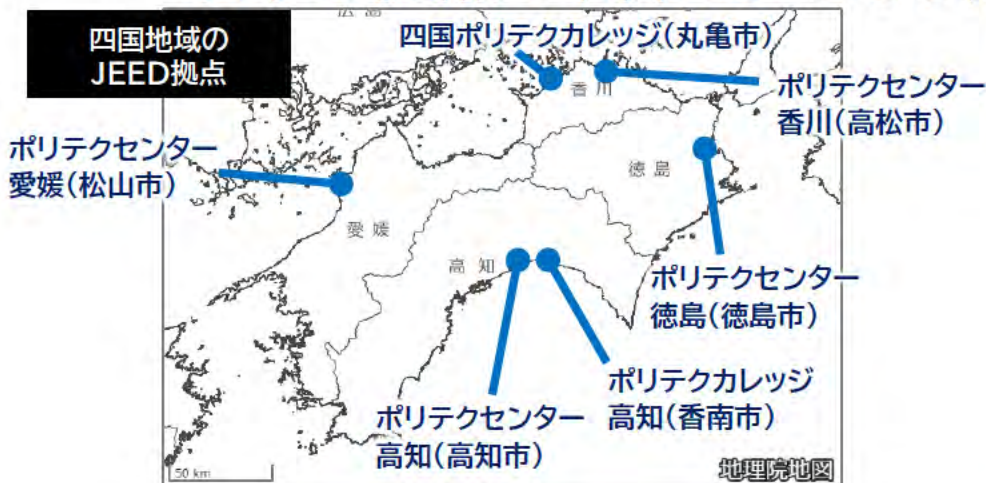 四国地域の
JEED拠点
広島
四国ポリテクカレッジ(丸亀市)
香川
ポリテクセンター
香川(高松市)
ポリテクセンター
愛媛(松山市)
徳島
愛媛
高知
ポリテクセンター
徳島(徳島市)
ポリテクカレッジ
高知(香南市)
ポリテクセンター
高知(高知市)
50 km
地理院地図